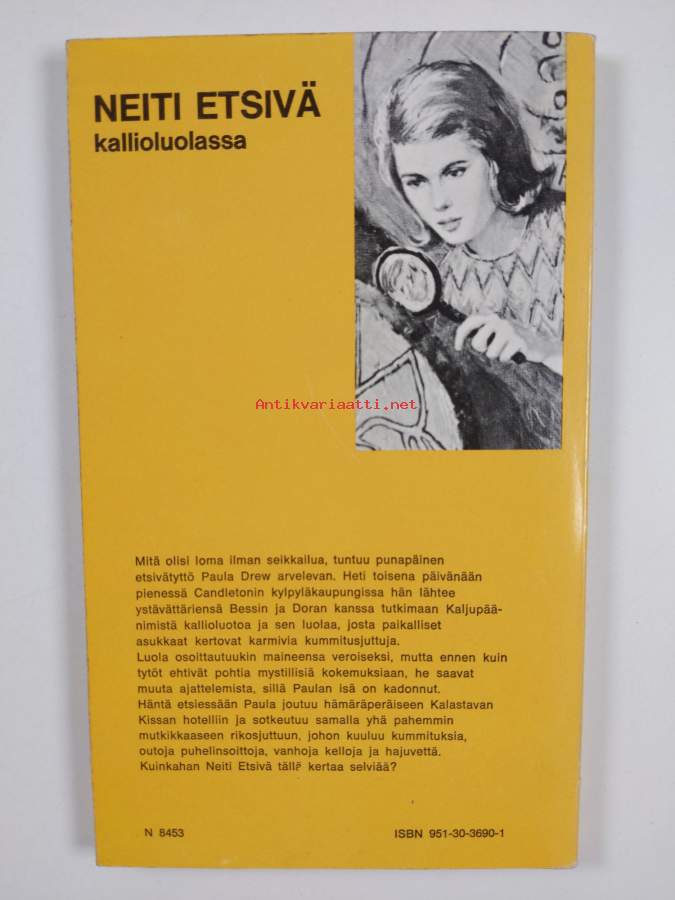 NEITI ETSIVÄ
kallioluolassa
Antikvariaatti.net
Mitä olisi loma ilman seikkailua, tuntuu punapäinen
etsivätyttö Paula Drew arvelevan. Heti toisena päivänään
pienessä Candletonin kylpyläkaupungissa hän lähtee
ystävättäriensä Bessin ja Doran kanssa tutkimaan Kaljupää-
nimistä kallioluotoa ja sen luolaa, josta paikalliset
asukkaat kertovat karmivia kummitusjuttuja.
Luola osoittautuukin maineensa veroiseksi, mutta ennen kuin
tytöt ehtivät pohtia mystillisiä kokemuksiaan, he saavat
muuta ajattelemista, sillä Paulan isä on kadonnut.
Häntä etsiessään Paula joutuu hämäräperäiseen Kalastavan
Kissan hotelliin ja sotkeutuu samalla yhä pahemmin
mutkikkaaseen rikosjuttuun, johon kuuluu kummituksia,
outoja puhelinsoittoja, vanhoja kelloja ja hajuvettä.
Kuinkahan Neiti Etsivä tällä kertaa selviää?
N 8453
ISBN 951-30-3690-1